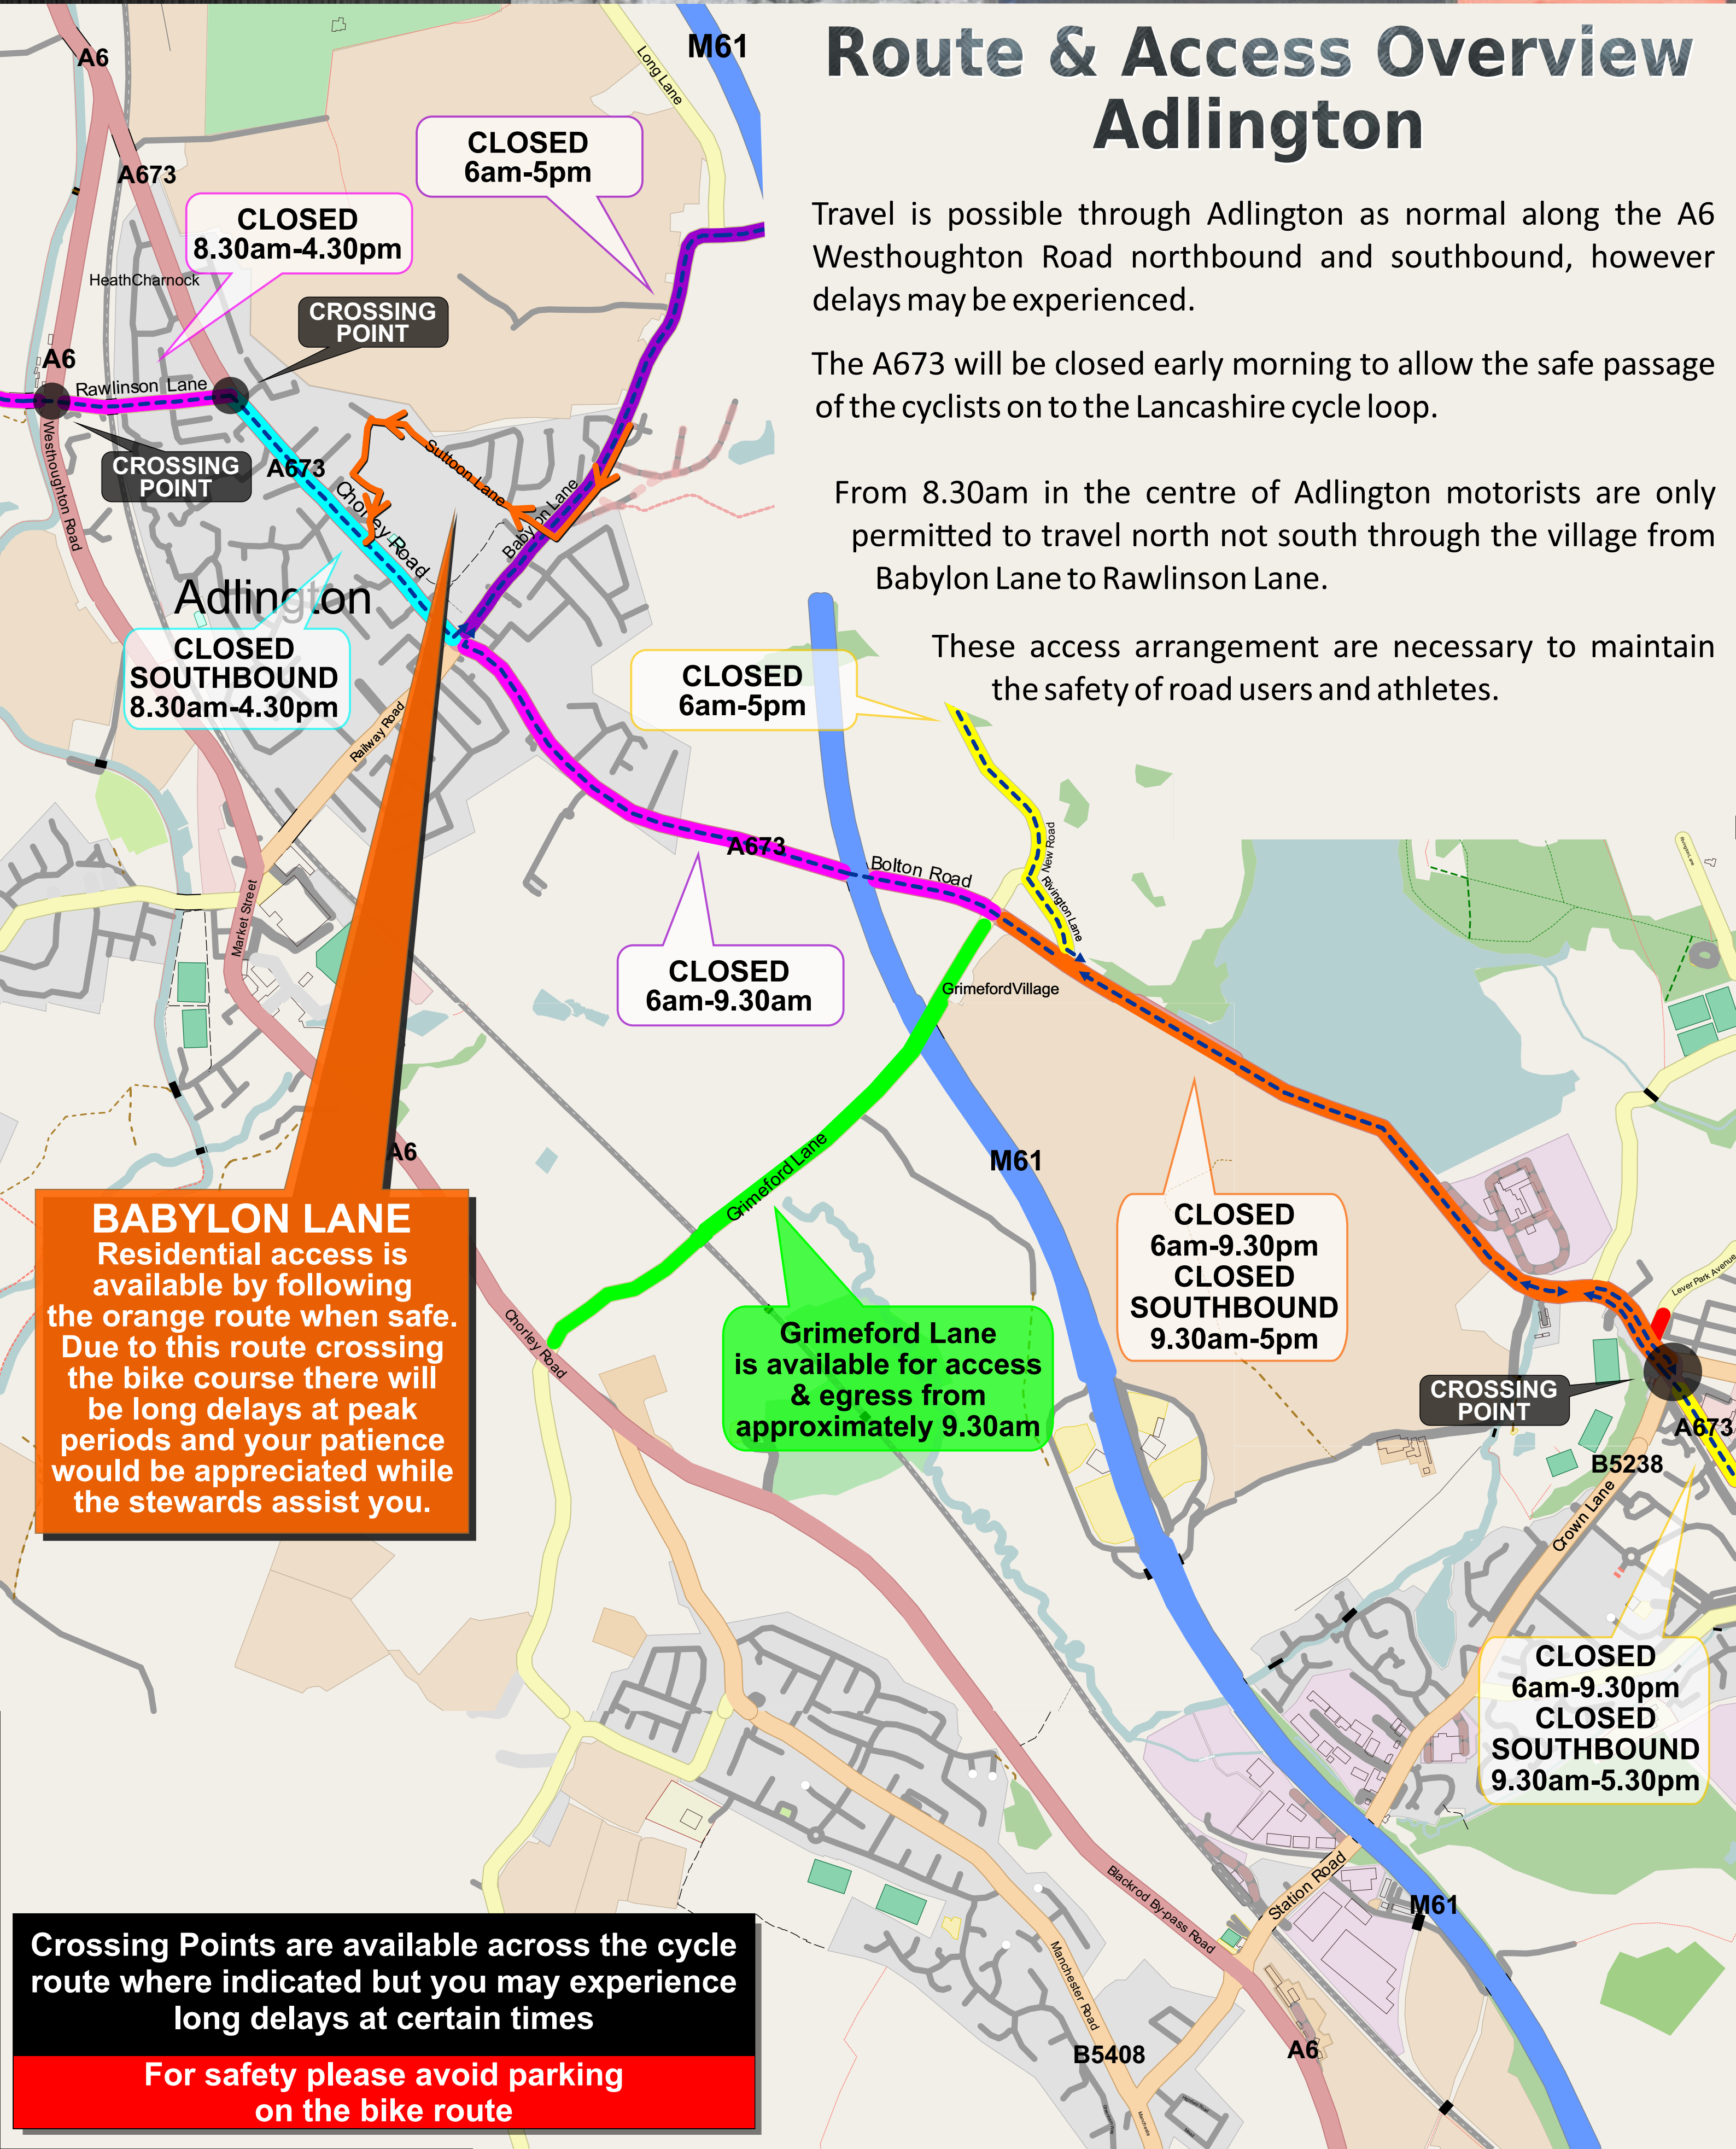 Route & Access Overview
Adlington
Travel is possible through Adlington as normal along the A6
Westhoughton Road northbound and southbound, however
delays may be experienced.
The A673 will be closed early morning to allow the safe passage
of the cyclists on to the Lancashire cycle loop.
From 8.30am in the centre of Adlington motorists are only
permitted to travel north not south through the village from
Babylon Lane to Rawlinson Lane.
These access arrangement are necessary to maintain
the safety of road users and athletes.
A6
M61
Long Lane
CLOSED
6am-5pm
A673
CLOSED
8.30am-4.30pm
HeathCharnock
CROSSING
POINT
A6
Rawlinson Lane
Westhoughton Road
CROSSING
POINT
A673
Suttoon Lane
Chorley Road
Babylon Lane
Adlington
CLOSED
SOUTHBOUND
8.30am-4.30pm
Railway Road
CLOSED
6am-5pm
A673
Bolton Road
New Road
Rivington Lane
Market Street
CLOSED
6am-9.30am
GrimefordVillage
A6
M61
Grimeford Lane
Chorley Road
BABYLON LANE
Residential access is
available by following
the orange route when safe.
Due to this route crossing
the bike course there will
be long delays at peak
periods and your patience
would be appreciated while
the stewards assist you.
Grimeford Lane
is available for access
& egress from
approximately 9.30am
CLOSED
6am-9.30pm
CLOSED
SOUTHBOUND
9.30am-5pm
Lever Park Avenue
CROSSING
POINT
A673
B5238
Crown Lane
CLOSED
6am-9.30pm
CLOSED
SOUTHBOUND
9.30am-5.30pm
Blackrod By-pass Road
Station Road
M61
Manchester Road
B5408
A6
Crossing Points are available across the cycle
route where indicated but you may experience
long delays at certain times
For safety please avoid parking
on the bike route